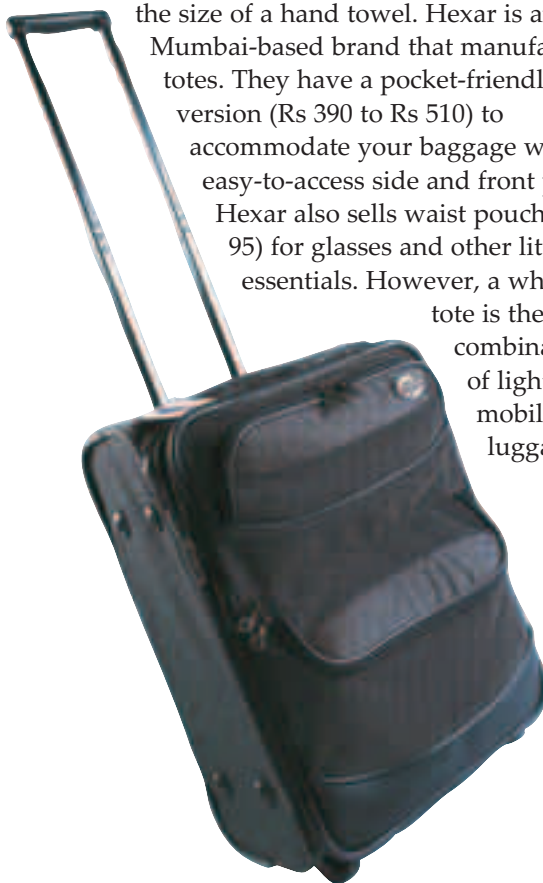 the size of a hand towel. Hexar is a
Mumbai-based brand that manufa
totes. They have a pocket-friendl
version (Rs 390 to Rs 510) to
accommodate your baggage w
easy-to-access side and front
Hexar also sells waist pouch
95) for glasses and other lit
essentials. However, a wh
tote is the
combina
of light
mobil
lugga